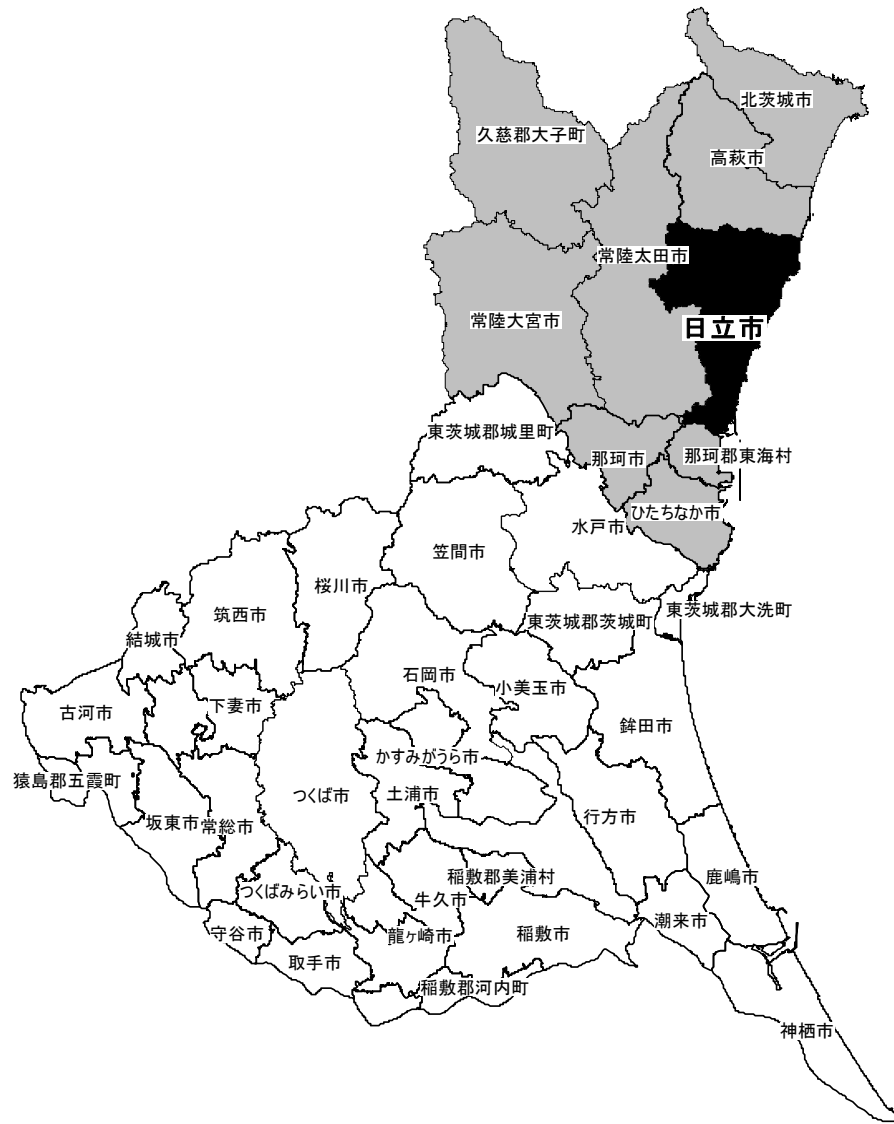 北茨城市
久慈郡大子町
高萩市
常陸太田市
常陸大宮市
日立市
東茨城郡城里町
那珂市
那珂郡東海村
ひたちなか市
水戸市
笠間市
桜川市
筑西市
東茨城郡茨城町
東茨城郡大洗町
結城市
石岡市
小美玉市
下妻市
古河市
鉾田市
かすみがうら市
猿島郡五霞町
つくば市
土浦市
行方市
坂東市
常総市
稲敷郡美浦村
鹿嶋市
つくばみらい市
牛久市
潮来市
守谷市
龍ヶ崎市
稲敷市
取手市
稲敷郡河内町
神栖市